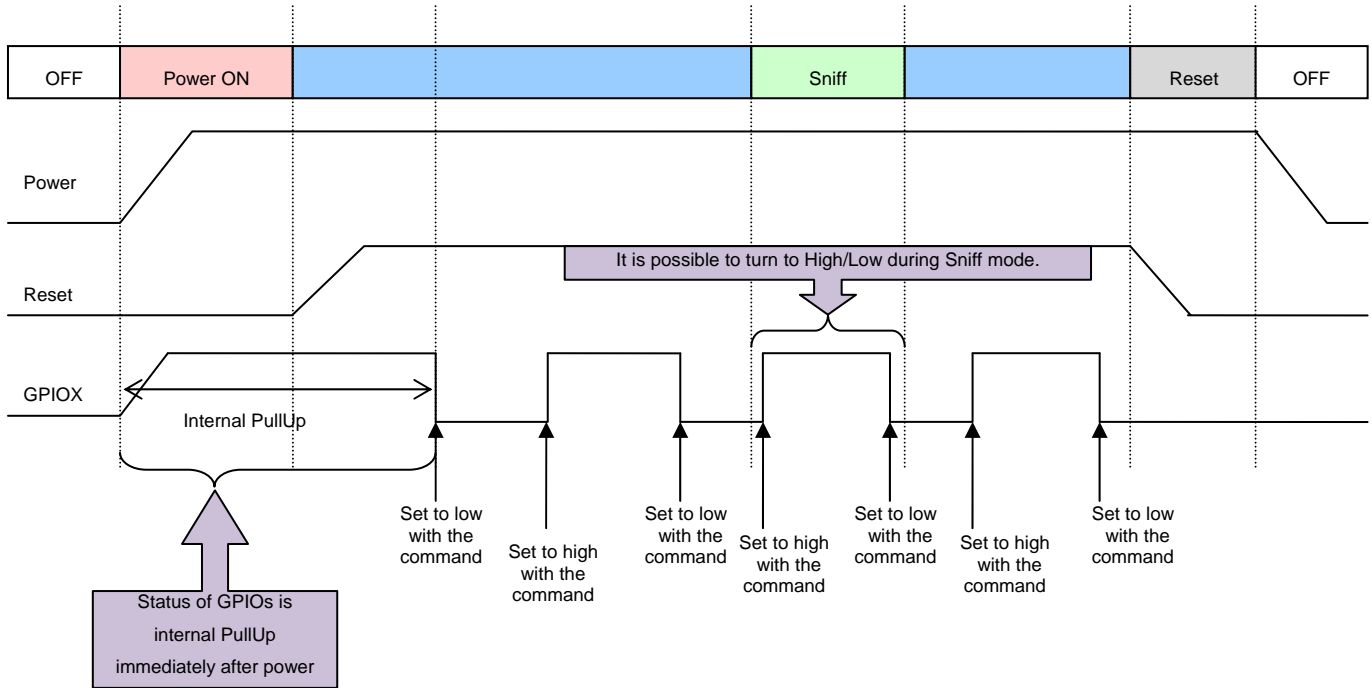 OFF
Power ON
Sniff
Reset
OFF
Power
It is possible to turn to High/Low during Sniff mode.
Reset
GPIOX
Internal PullUp
Set to low
with the
command
Set to high
with the
command
Set to low
with the
command
Set to high
with the
command
Set to low
with the
command
Set to high
with the
command
Set to low
with the
command
Status of GPIOs is
internal PullUp
immediately after power